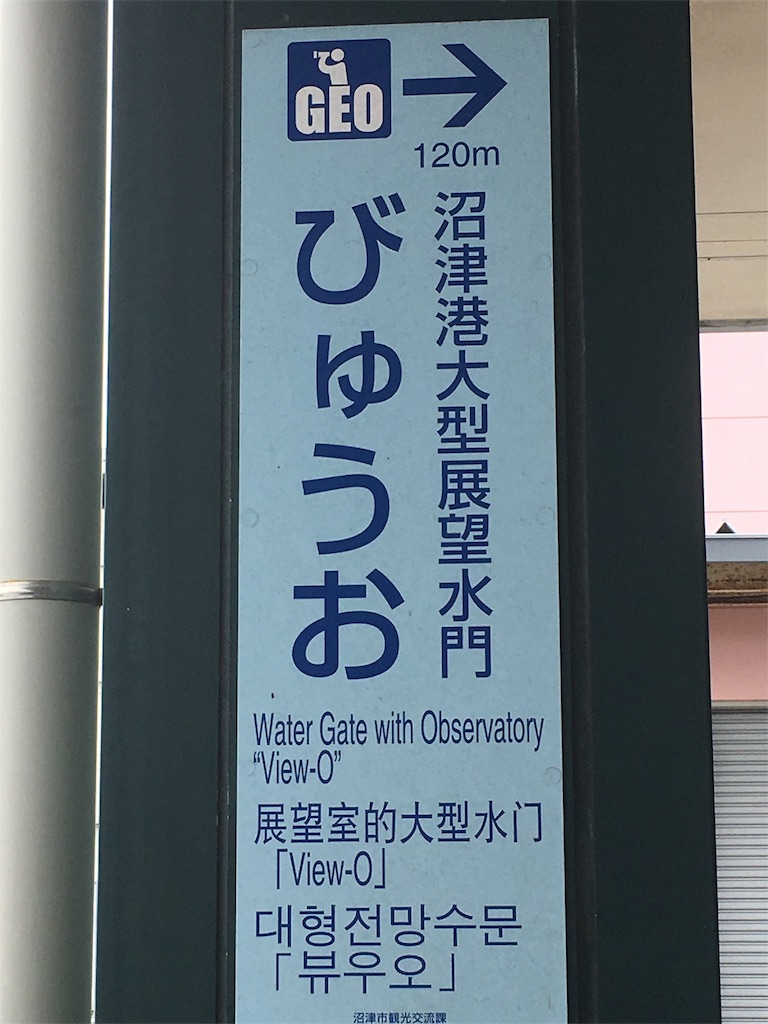 GEO
120m
沼津港大型展望水門
びゅうお
Water Gate with Observatory
“View-O”
展望室的大型水门
「View-O」
대형전망수문
「뷰우오」
沼津市観光交流課